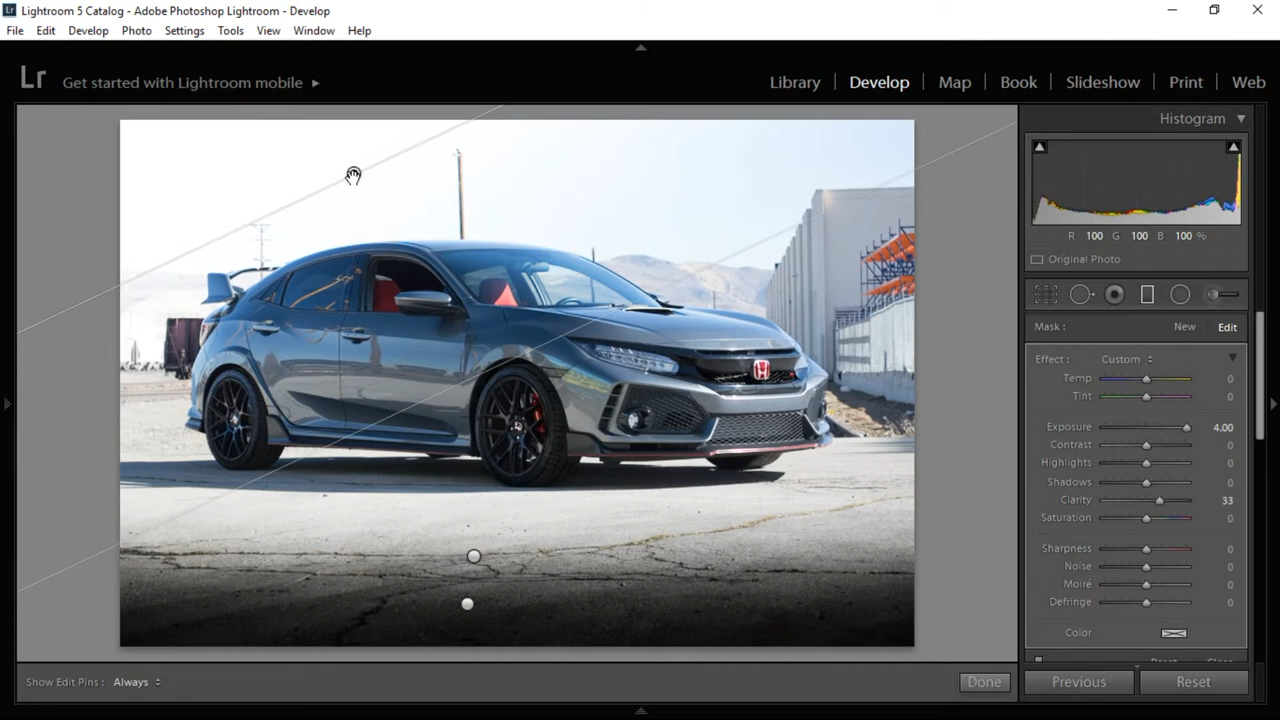 Lightroom 5 Catalog - Adobe Photoshop Lightroom - Develop
File Edit Develop Photo Settings Tools View Window Help
Lr Get started with Lightroom mobile ▶
Library | Develop | Map | Book | Slideshow | Print | Web
Histogram
R 100 G 100 B 100 %
Original Photo
Mask : New Edit
Effect : Custom
Temp 0
Tint 0
Exposure 4.00
Contrast 0
Highlights 0
Shadows 0
Clarity 33
Saturation 0
Sharpness 0
Noise 0
Moiré 0
Defringe 0
Color
Reset Close
Show Edit Pins : Always
Done
Previous Reset